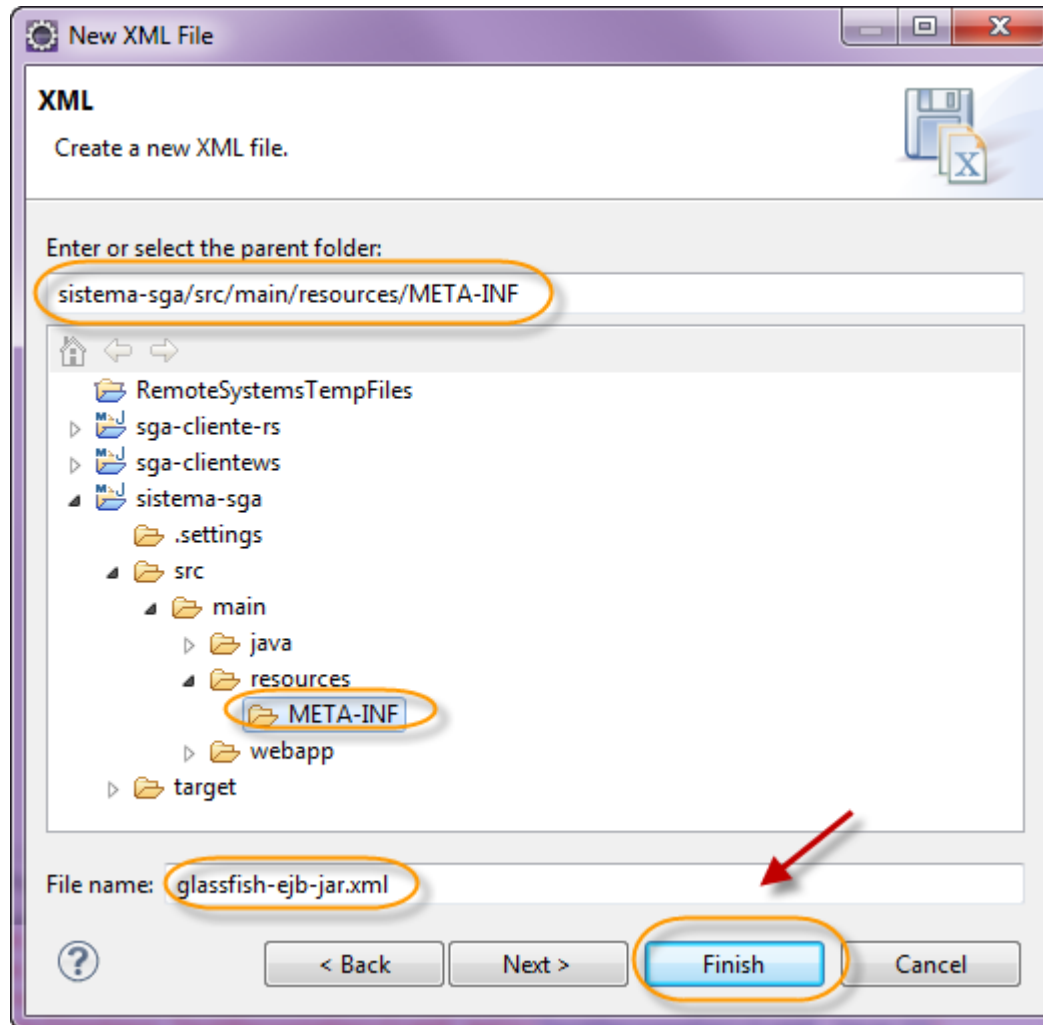 New XML File
XML
Create a new XML file.
X
Enter or select the parent folder:
sistema-sga/src/main/resources/META-INF
RemoteSystemsTempFiles
sga-cliente-rs
sga-clientews
sistema-sga
.settings
src
main
java
resources
META-INF
webapp
target
File name: glassfish-ejb-jar.xml
? < Back Next > Finish Cancel